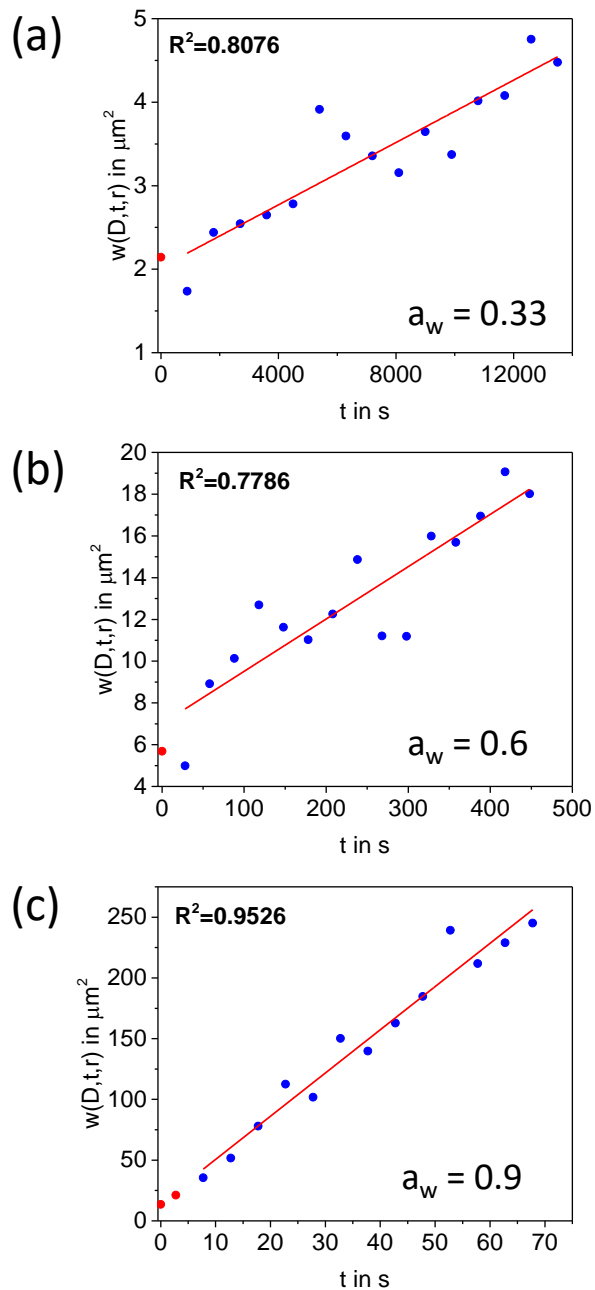 (a)
R²=0.8076
w(D,t,r) in μm²
5
4
3
2
1
a_w = 0.33
0 4000 8000 12000
t in s
(b)
R²=0.7786
w(D,t,r) in μm²
20
18
16
14
12
10
8
6
4
a_w = 0.6
0 100 200 300 400 500
t in s
(c)
R²=0.9526
w(D,t,r) in μm²
250
200
150
100
50
0
a_w = 0.9
0 10 20 30 40 50 60 70
t in s